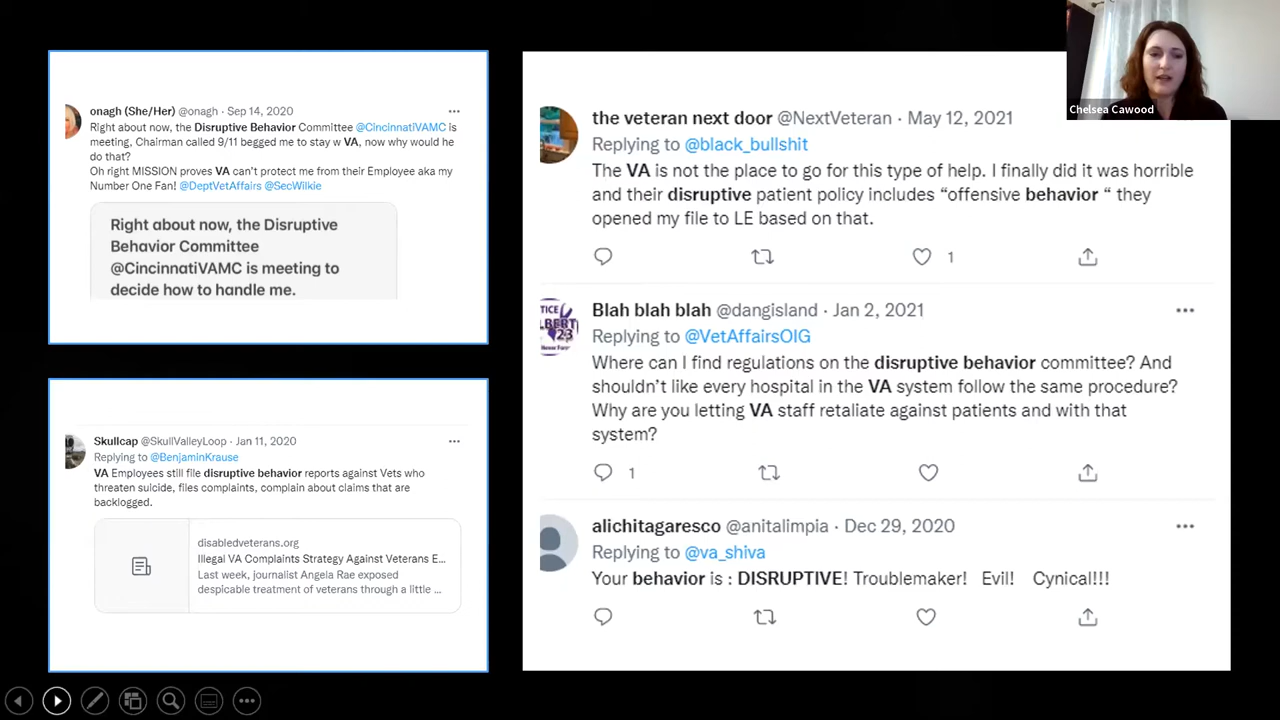 onagh (She/Her) @onagh · Sep 14, 2020
Right about now, the Disruptive Behavior Committee @CincinnatiVAMC is
meeting, Chairman called 9/11 begged me to stay w VA, now why would he
do that?
Oh right MISSION proves VA can't protect me from their Employee aka my
Number One Fan! @DeptVetAffairs @SecWilkie
Right about now, the Disruptive
Behavior Committee
@CincinnatiVAMC is meeting to
decide how to handle me.
Skullcap @SkullValleyLoop · Jan 11, 2020
Replying to @BenjaminKrause
VA Employees still file disruptive behavior reports against Vets who
threaten suicide, files complaints, complain about claims that are
backlogged.
disabledveterans.org
Illegal VA Complaints Strategy Against Veterans E...
Last week, journalist Angela Rae exposed
despicable treatment of veterans through a little ...
the veteran next door @NextVeteran · May 12, 2021
Replying to @black_bullshit
The VA is not the place to go for this type of help. I finally did it was horrible
and their disruptive patient policy includes “offensive behavior “ they
opened my file to LE based on that.
1
TICE
LBERT
23
Blah blah blah @dangisland · Jan 2, 2021
Replying to @VetAffairsOIG
Where can I find regulations on the disruptive behavior committee? And
shouldn't like every hospital in the VA system follow the same procedure?
Why are you letting VA staff retaliate against patients and with that
system?
1
alichitagaresco @anitalimpia · Dec 29, 2020
Replying to @va_shiva
Your behavior is : DISRUPTIVE! Troublemaker! Evil! Cynical!!!
Chelsea Cawood